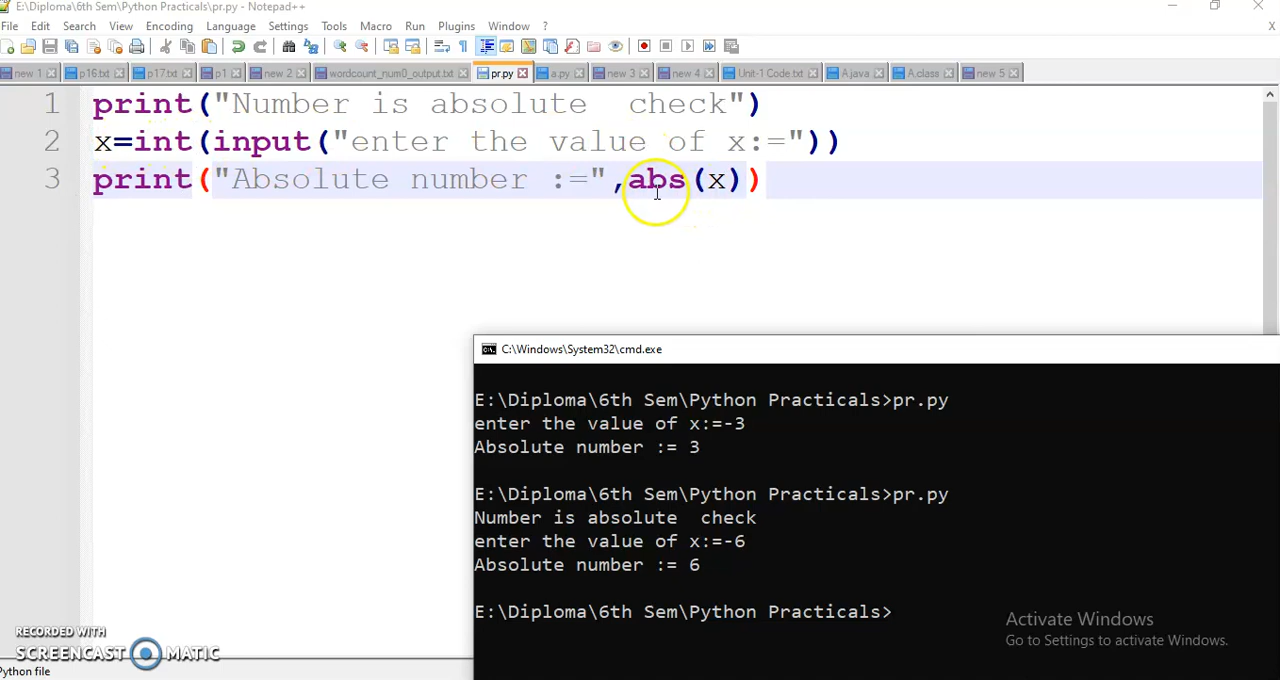 E:\Diploma\6th Sem\Python Practicals\pr.py - Notepad++
File Edit Search View Encoding Language Settings Tools Macro Run Plugins Window ?
X
new 1 p16.txt p17.txt p1 new 2 wordcount_num0_output.txt pr.py a.py new 3 new 4 Unit-1 Code.txt A.java A.class new 5
1 print("Number is absolute  check")
2 x=int(input("enter the value of x:="))
3 print("Absolute number :=",abs(x))
C:\Windows\System32\cmd.exe
E:\Diploma\6th Sem\Python Practicals>pr.py
enter the value of x:=-3
Absolute number := 3
E:\Diploma\6th Sem\Python Practicals>pr.py
Number is absolute  check
enter the value of x:=-6
Absolute number := 6
E:\Diploma\6th Sem\Python Practicals>
Activate Windows
Go to Settings to activate Windows.
RECORDED WITH
SCREENCAST MATIC
Python file